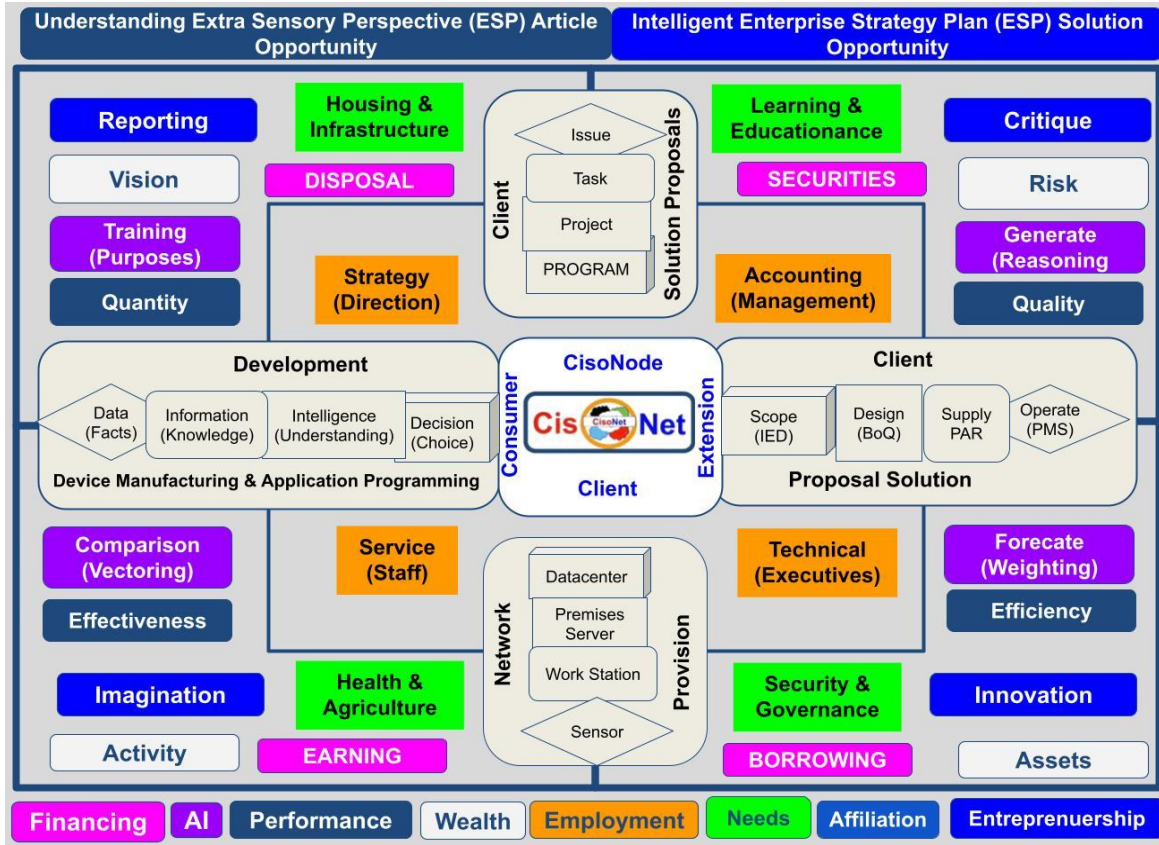 Understanding Extra Sensory Perspective (ESP) Article
Opportunity
Intelligent Enterprise Strategy Plan (ESP) Solution
Opportunity
Reporting
Vision
Training
(Purposes)
Quantity
Housing &
Infrastructure
DISPOSAL
Strategy
(Direction)
Client
Issue
Task
Project
PROGRAM
Solution Proposals
Learning &
Educationance
SECURITIES
Accounting
(Management)
Critique
Risk
Generate
(Reasoning
Quality
Development
Data
(Facts)
Information
(Knowledge)
Intelligence
(Understanding)
Decision
(Choice)
Device Manufacturing & Application Programming
Consumer
CisoNode
Cis CisoNet Net
Client
Extension
Client
Scope
(IED)
Design
(BoQ)
Supply
PAR
Operate
(PMS)
Proposal Solution
Comparison
(Vectoring)
Effectiveness
Imagination
Activity
Service
(Staff)
Health &
Agriculture
EARNING
Network
Datacenter
Premises
Server
Work Station
Sensor
Provision
Technical
(Executives)
Security &
Governance
BORROWING
Forecate
(Weighting)
Efficiency
Innovation
Assets
Financing
AI
Performance
Wealth
Employment
Needs
Affiliation
Entreprenuership